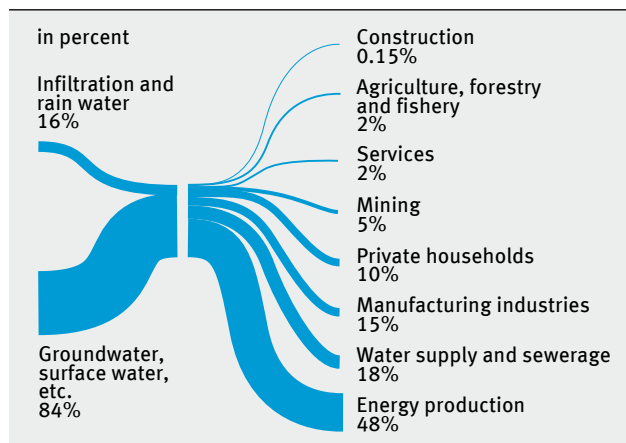 in percent
Infiltration and
rain water
16%
Groundwater,
surface water,
etc.
84%
Construction
0.15%
Agriculture, forestry
and fishery
2%
Services
2%
Mining
5%
Private households
10%
Manufacturing industries
15%
Water supply and sewerage
18%
Energy production
48%